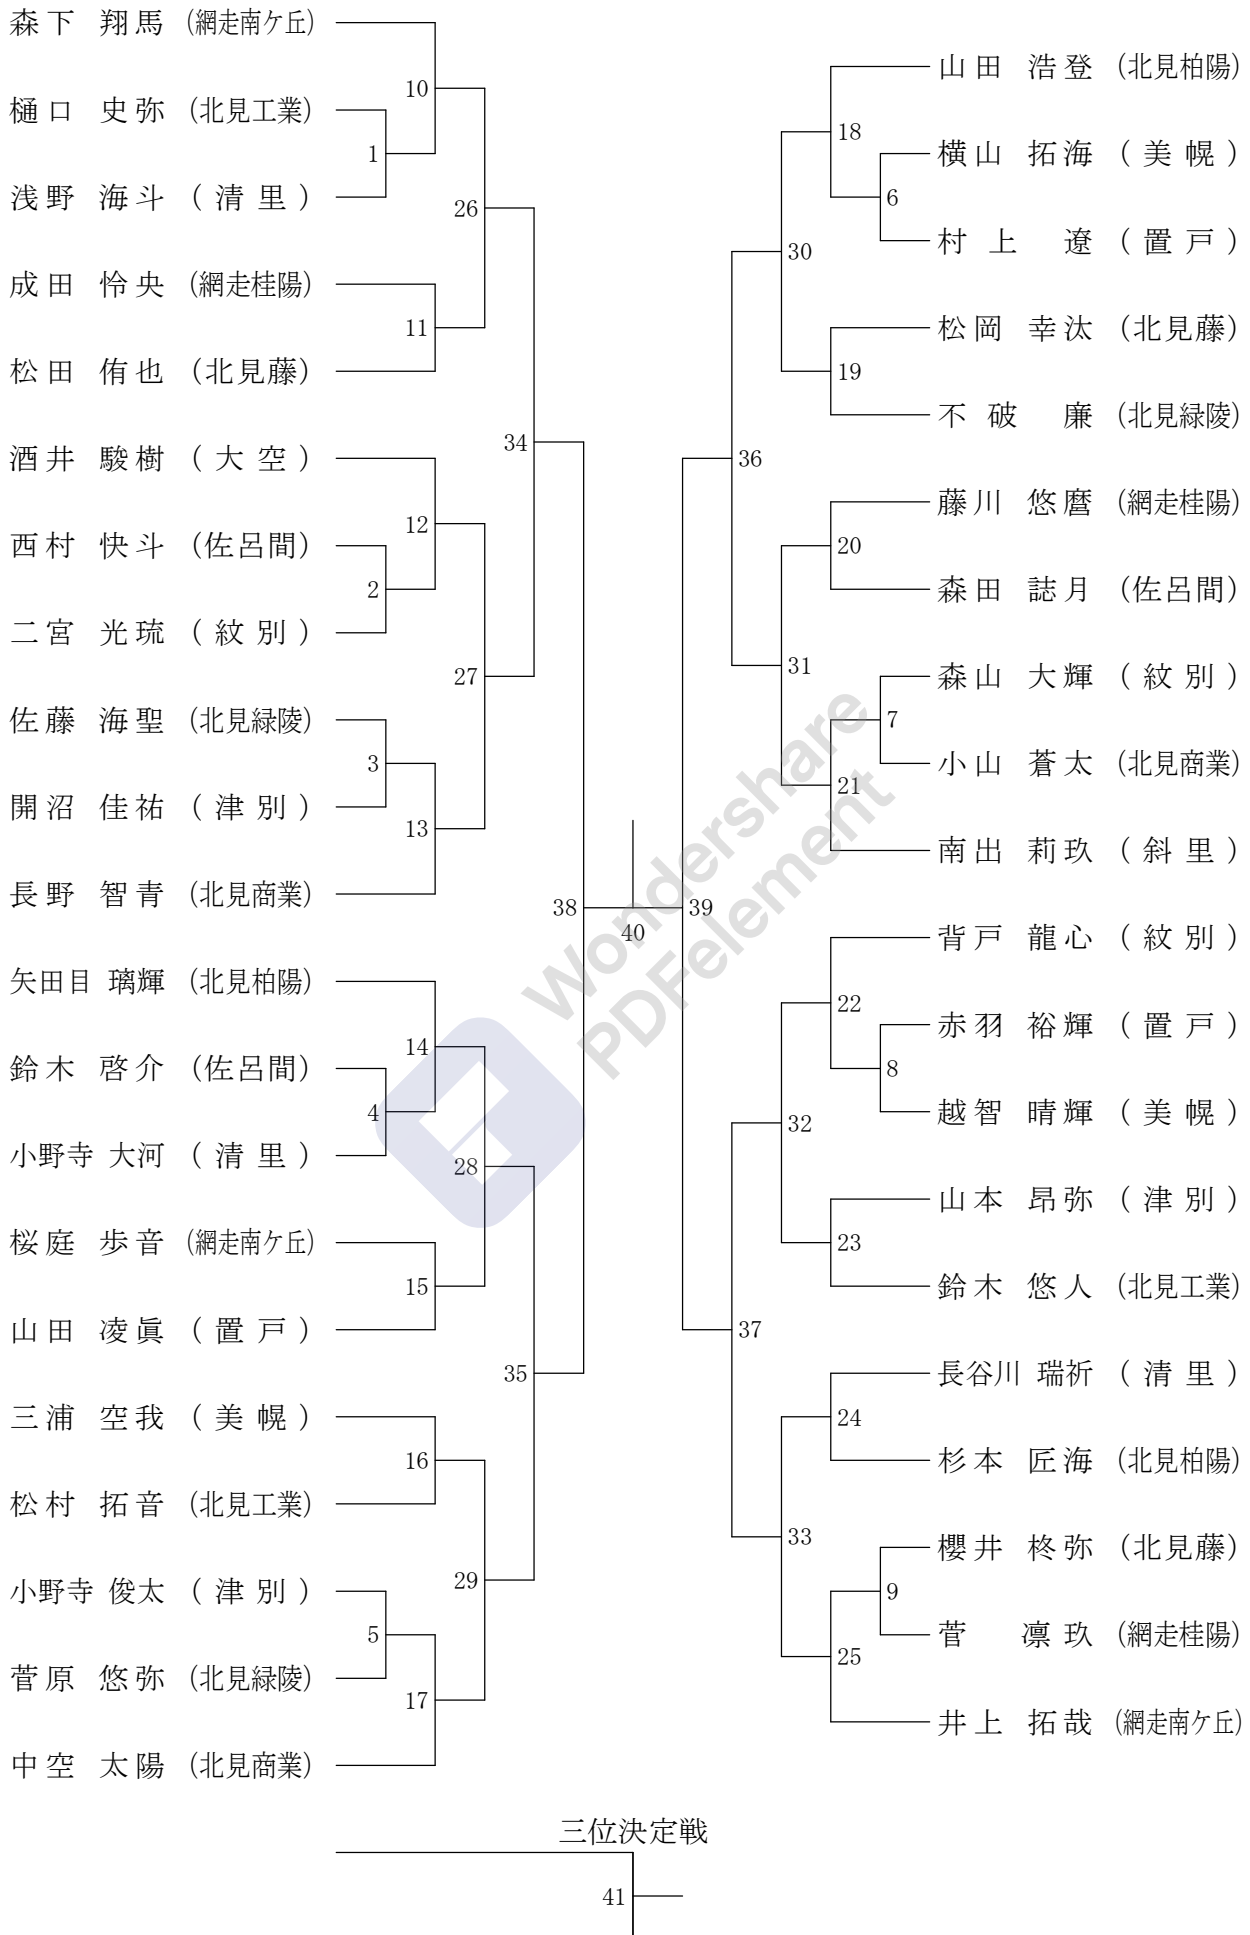 森下 翔馬 (網走南ケ丘)
樋口 史弥 (北見工業)
浅野 海斗 (清里)
成田 怜央 (網走桂陽)
松田 侑也 (北見藤)
酒井 駿樹 (大空)
西村 快斗 (佐呂間)
二宮 光琉 (紋別)
佐藤 海聖 (北見緑陵)
開沼 佳祐 (津別)
長野 智青 (北見商業)
矢田目 璃輝 (北見柏陽)
鈴木 啓介 (佐呂間)
小野寺 大河 (清里)
桜庭 歩音 (網走南ケ丘)
山田 凌眞 (置戸)
三浦 空我 (美幌)
松村 拓音 (北見工業)
小野寺 俊太 (津別)
菅原 悠弥 (北見緑陵)
中空 太陽 (北見商業)
1
2
3
4
5
10
11
12
13
14
15
16
17
26
27
28
29
34
35
38
40
39
36
37
30
31
32
33
18
19
20
21
22
23
24
25
6
7
8
9
山田 浩登 (北見柏陽)
横山 拓海 (美幌)
村上 遼 (置戸)
松岡 幸汰 (北見藤)
不破 廉 (北見緑陵)
藤川 悠麿 (網走桂陽)
森田 誌月 (佐呂間)
森山 大輝 (紋別)
小山 蒼太 (北見商業)
南出 莉玖 (斜里)
背戸 龍心 (紋別)
赤羽 裕輝 (置戸)
越智 晴輝 (美幌)
山本 昂弥 (津別)
鈴木 悠人 (北見工業)
長谷川 瑞祈 (清里)
杉本 匠海 (北見柏陽)
櫻井 柊弥 (北見藤)
菅 凛玖 (網走桂陽)
井上 拓哉 (網走南ケ丘)
Wondershare
PDFelement
三位決定戦
41